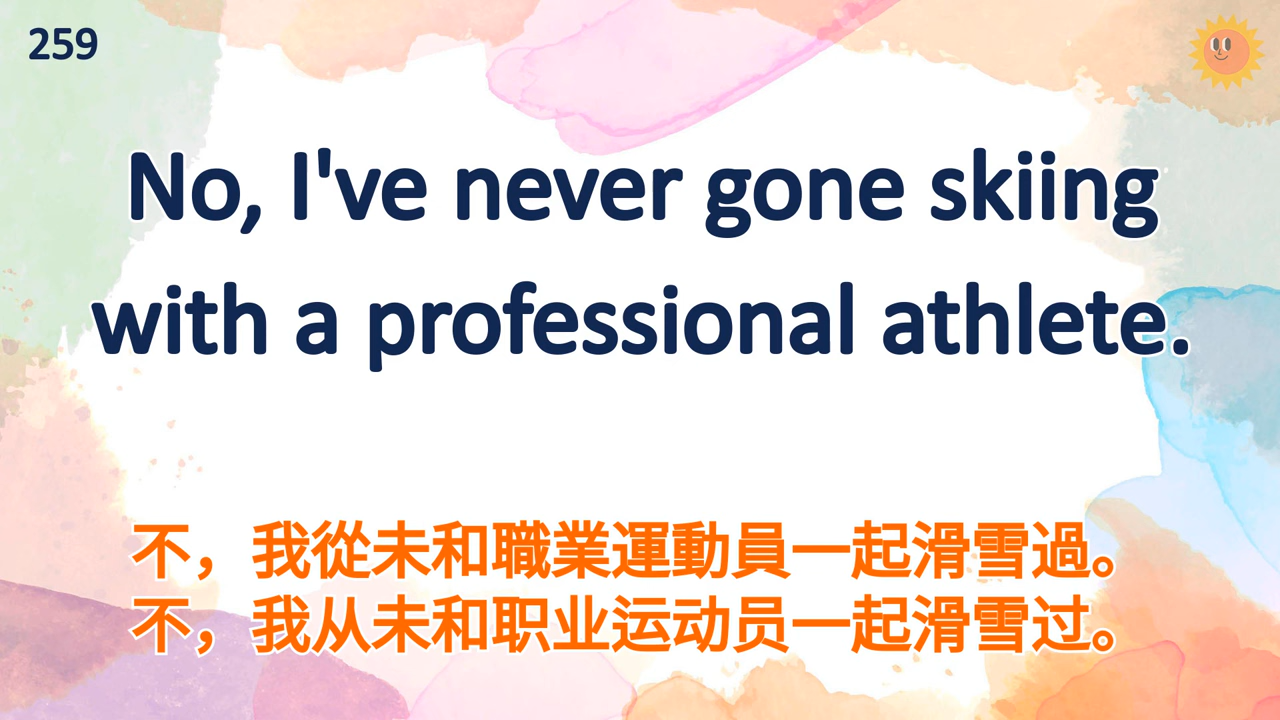 259
No, I've never gone skiing
with a professional athlete.
不，我從未和職業運動員一起滑雪過。
不，我从未和职业运动员一起滑雪过。